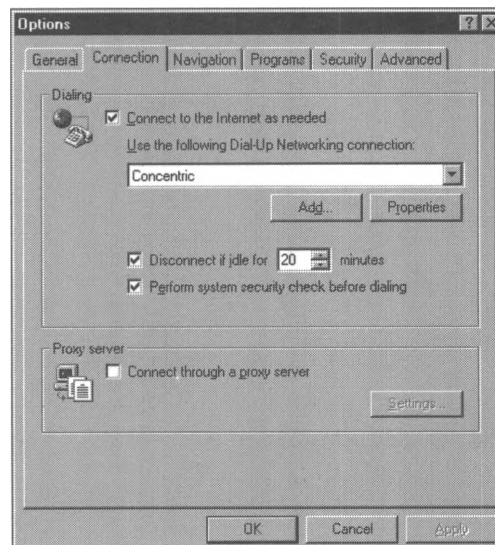 Options
General Connection Navigation Programs Security Advanced
Dialing
Connect to the Internet as needed
Use the following Dial-Up Networking connection:
Concentric
Add... Properties
Disconnect if idle for 20 minutes
Perform system security check before dialing
Proxy server
Connect through a proxy server
Settings...
OK Cancel Apply